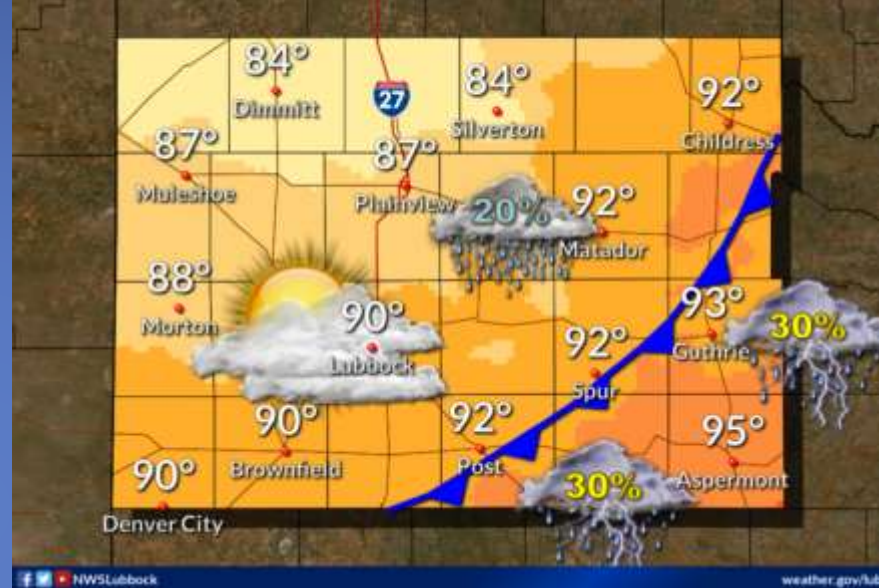 84°
Dimmitt
27
84°
Silverton
92°
Childress
87°
Muleshoe
87°
Plainview
20%
92°
Matador
88°
Morton
90°
Lubbock
92°
Spur
93°
Guthrie
30%
90°
Brownfield
92°
Post
30%
95°
Aspermont
90°
Denver City
NWSLubbock
weather.gov/lu